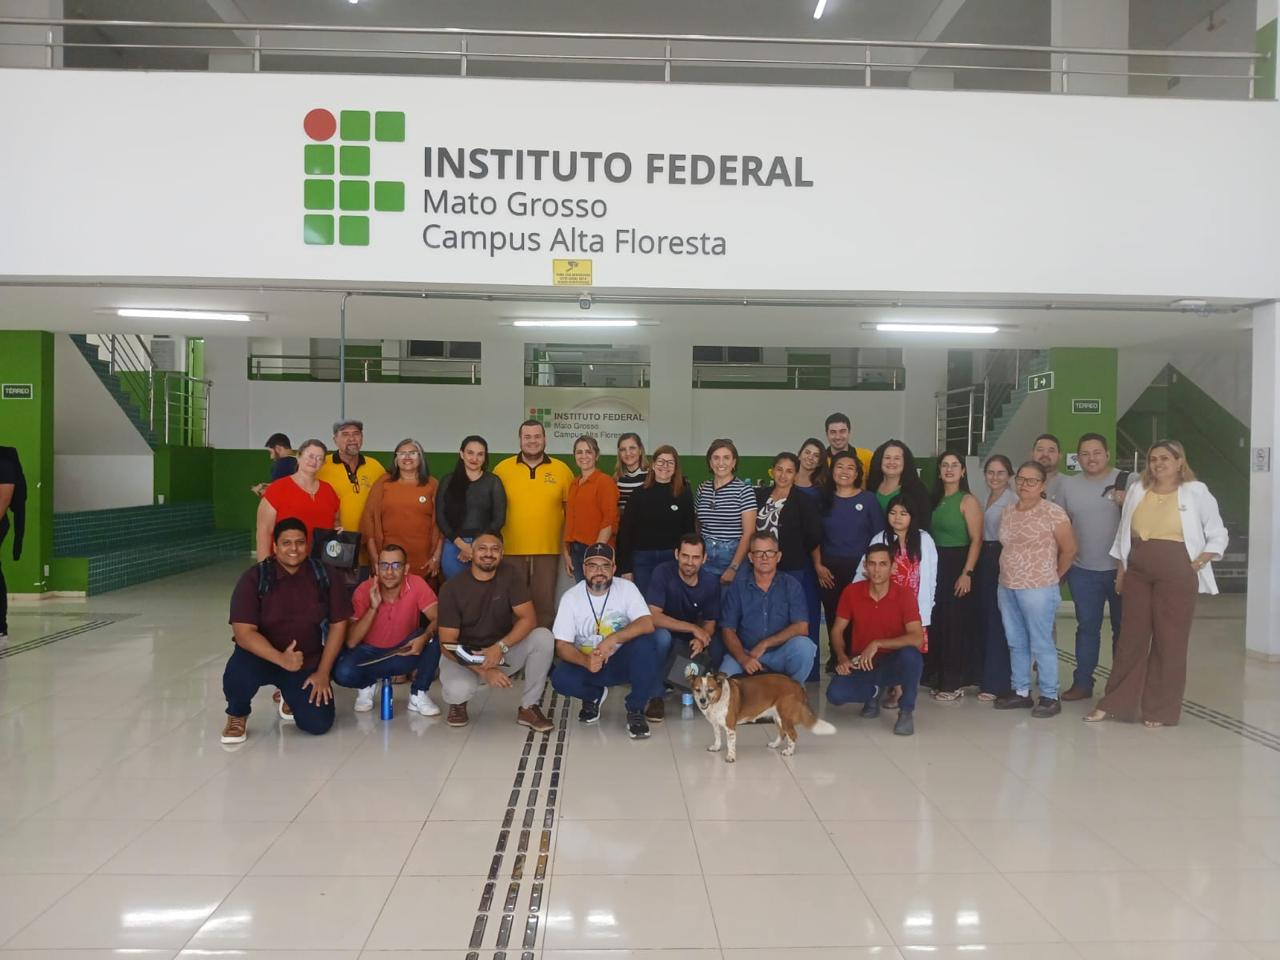 INSTITUTO FEDERAL
Mato Grosso
Campus Alta Floresta
TÉRREO
INSTITUTO FEDERAL
Mato Grosso
Campus Alta Floresta
TÉRREO